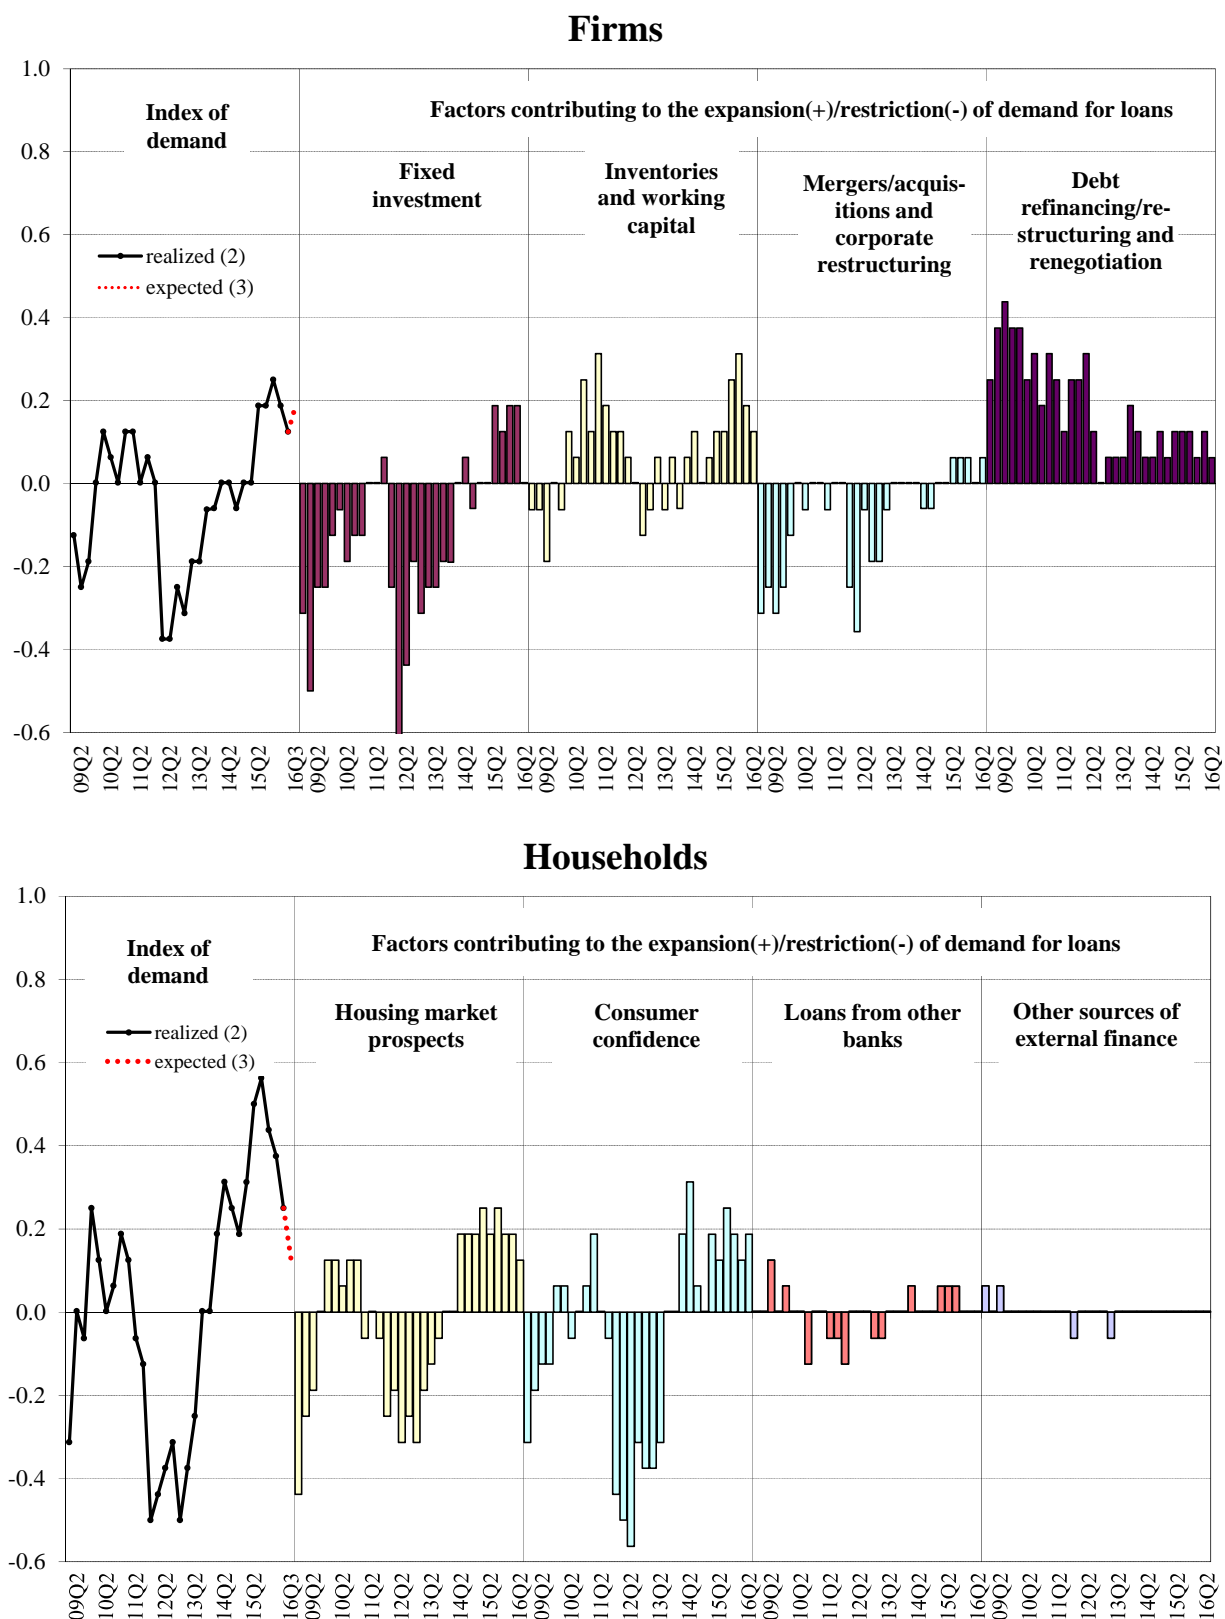 Firms
1.0
0.8
0.6
0.4
0.2
0.0
-0.2
-0.4
-0.6
Index of
demand
realized (2)
expected (3)
Factors contributing to the expansion(+)/restriction(-) of demand for loans
Fixed
investment
Inventories
and working
capital
Mergers/acquis-
itions and
corporate
restructuring
Debt
refinancing/re-
structuring and
renegotiation
09Q2 10Q2 11Q2 12Q2 13Q2 14Q2 15Q2 16Q3 09Q2 10Q2 11Q2 12Q2 13Q2 14Q2 15Q2 16Q2 09Q2 10Q2 11Q2 12Q2 13Q2 14Q2 15Q2 16Q2 09Q2 10Q2 11Q2 12Q2 13Q2 14Q2 15Q2 16Q2 09Q2 10Q2 11Q2 12Q2 13Q2 14Q2 15Q2 16Q2
Households
1.0
0.8
0.6
0.4
0.2
0.0
-0.2
-0.4
-0.6
Index of
demand
realized (2)
expected (3)
Factors contributing to the expansion(+)/restriction(-) of demand for loans
Housing market
prospects
Consumer
confidence
Loans from other
banks
Other sources of
external finance
09Q2 10Q2 11Q2 12Q2 13Q2 14Q2 15Q2 16Q3 09Q2 10Q2 11Q2 12Q2 13Q2 14Q2 15Q2 16Q2 09Q2 10Q2 11Q2 12Q2 13Q2 14Q2 15Q2 16Q2 09Q2 10Q2 11Q2 12Q2 13Q2 14Q2 15Q2 16Q2 09Q2 10Q2 11Q2 12Q2 13Q2 14Q2 15Q2 16Q2